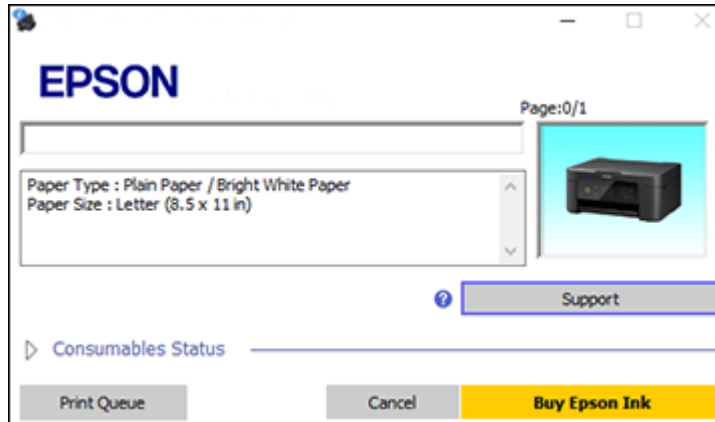 EPSON
Page:0/1
Paper Type : Plain Paper / Bright White Paper
Paper Size : Letter (8.5 x 11 in)
?
Support
Consumables Status
Print Queue
Cancel
Buy Epson Ink